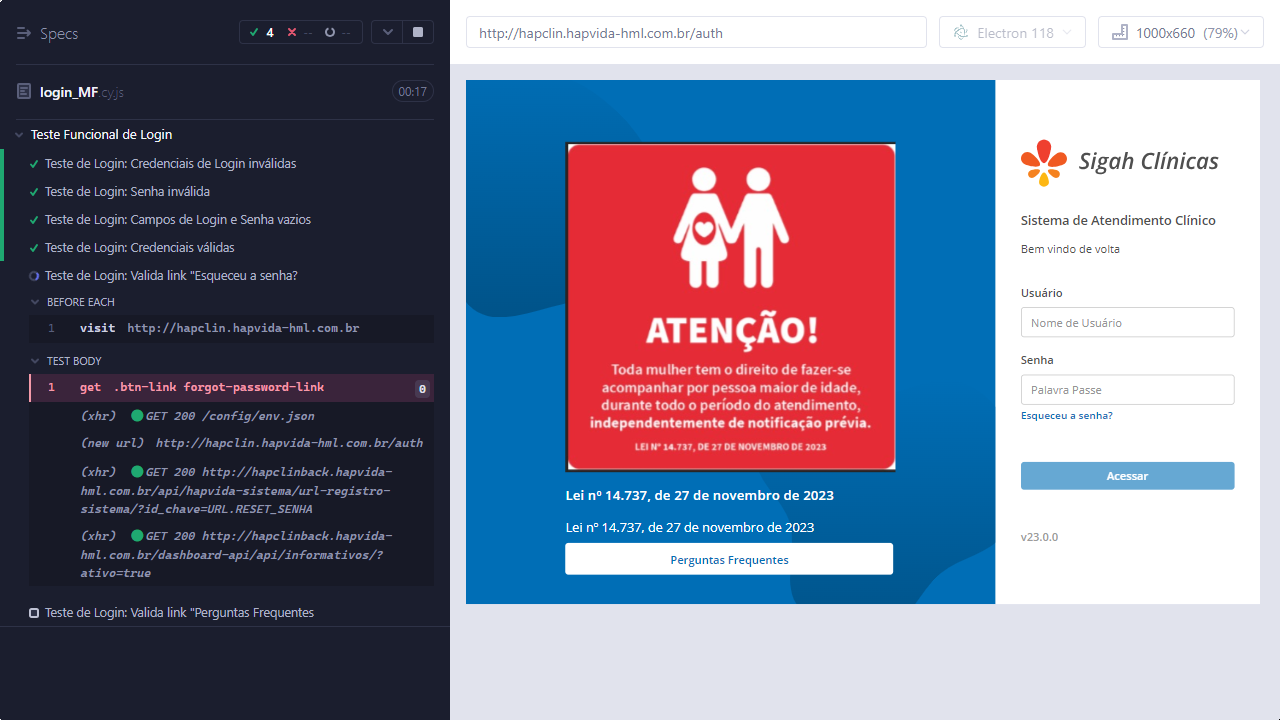 Specs
4
--
--
login_MF.cy.js
00:17
Teste Funcional de Login
Teste de Login: Credenciais de Login inválidas
Teste de Login: Senha inválida
Teste de Login: Campos de Login e Senha vazios
Teste de Login: Credenciais válidas
Teste de Login: Valida link "Esqueceu a senha?
BEFORE EACH
1 visit http://hapclin.hapvida-hml.com.br
TEST BODY
1 get .btn-link forgot-password-link 0
(xhr) GET 200 /config/env.json
(new url) http://hapclin.hapvida-hml.com.br/auth
(xhr) GET 200 http://hapclinback.hapvida-
hml.com.br/api/hapvida-sistema/url-registro-
sistema/?id_chave=URL.RESET_SENHA
(xhr) GET 200 http://hapclinback.hapvida-
hml.com.br/dashboard-api/api/informativos/?
ativo=true
Teste de Login: Valida link "Perguntas Frequentes
http://hapclin.hapvida-hml.com.br/auth
Electron 118
1000x660 (79%)
ATENÇÃO!
Toda mulher tem o direito de fazer-se
acompanhar por pessoa maior de idade,
durante todo o período do atendimento,
independentemente de notificação prévia.
LEI Nº 14.737, DE 27 DE NOVEMBRO DE 2023
Lei nº 14.737, de 27 de novembro de 2023
Lei nº 14.737, de 27 de novembro de 2023
Perguntas Frequentes
Sigah Clínicas
Sistema de Atendimento Clínico
Bem vindo de volta
Usuário
Nome de Usuário
Senha
Palavra Passe
Esqueceu a senha?
Acessar
v23.0.0